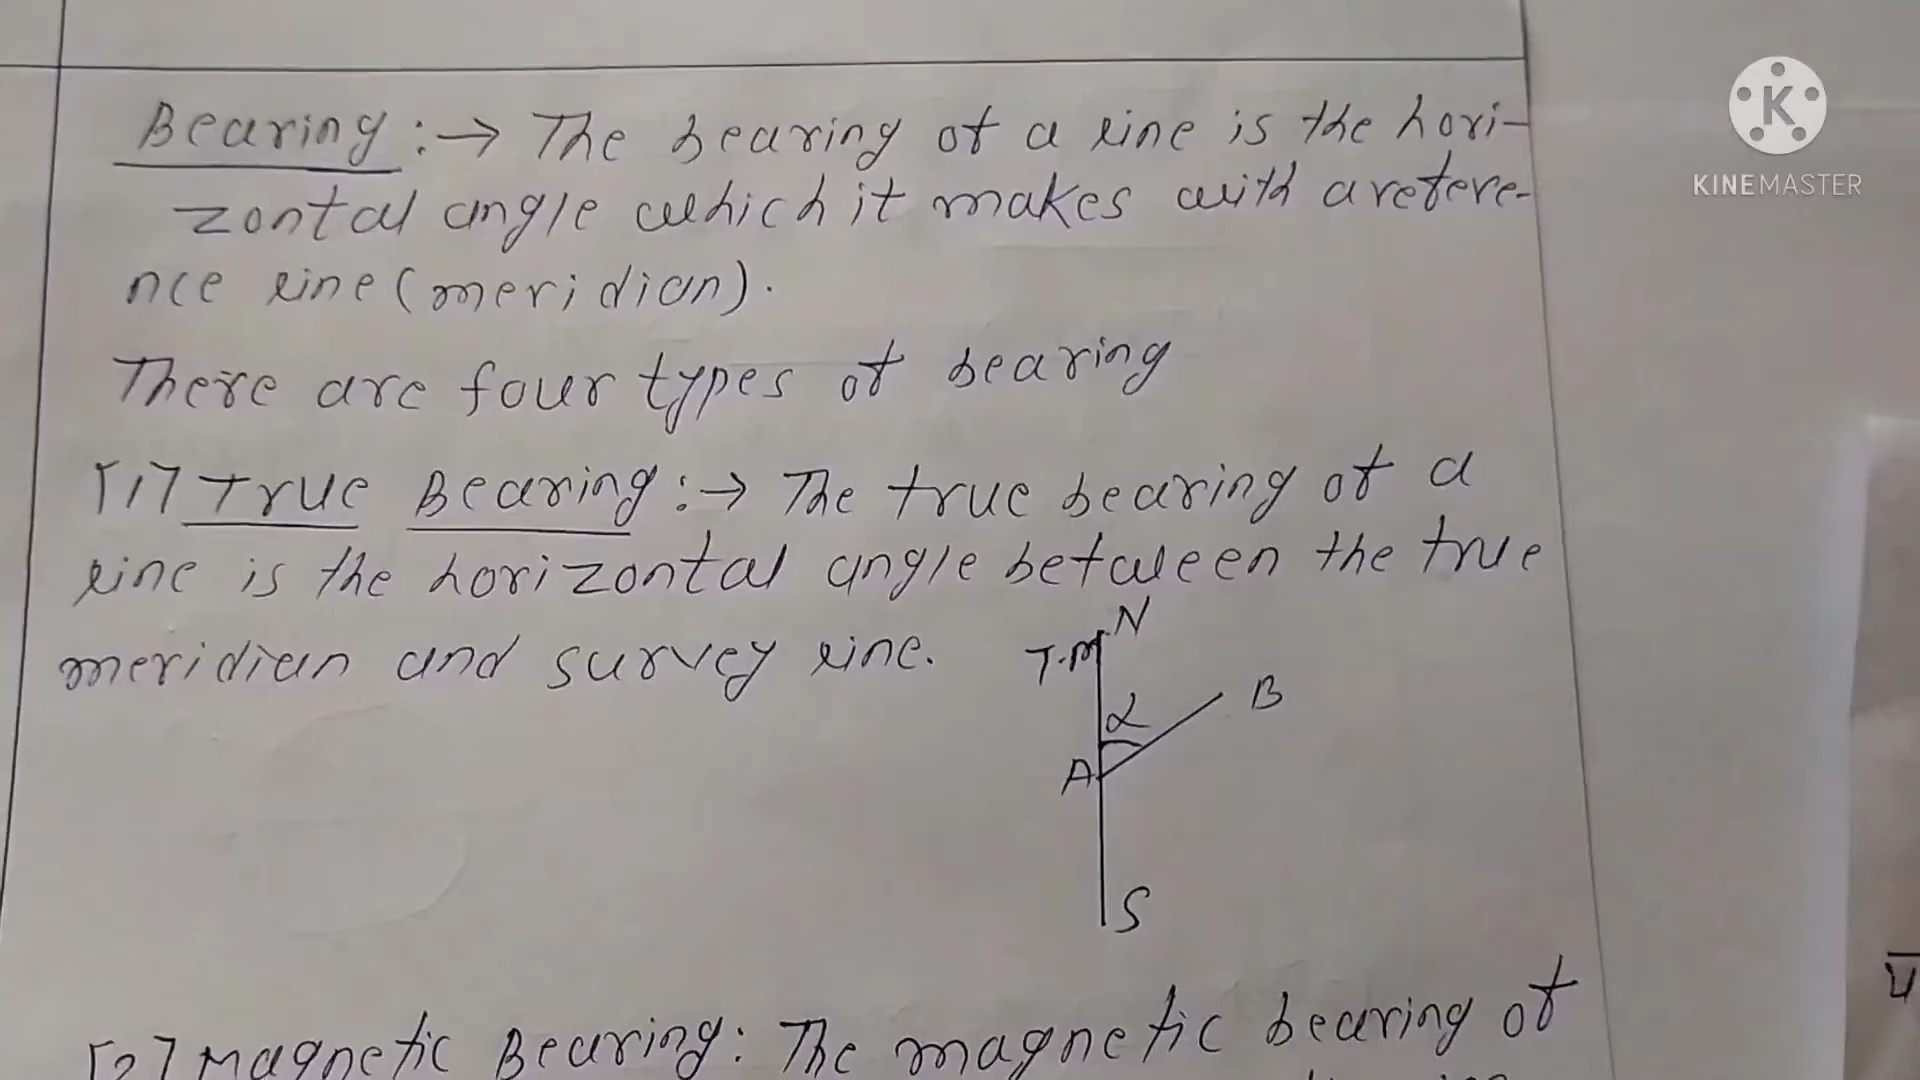 Bearing :→ The bearing of a line is the hori-
zontal angle which it makes with a refere-
nce line (meridian).
There are four types of bearing
[1] True Bearing :→ The true bearing of a
line is the horizontal angle between the true
meridian and survey line.
N
T.M
B
α
A
S
[2] Magnetic Bearing : The magnetic bearing of
KINEMASTER